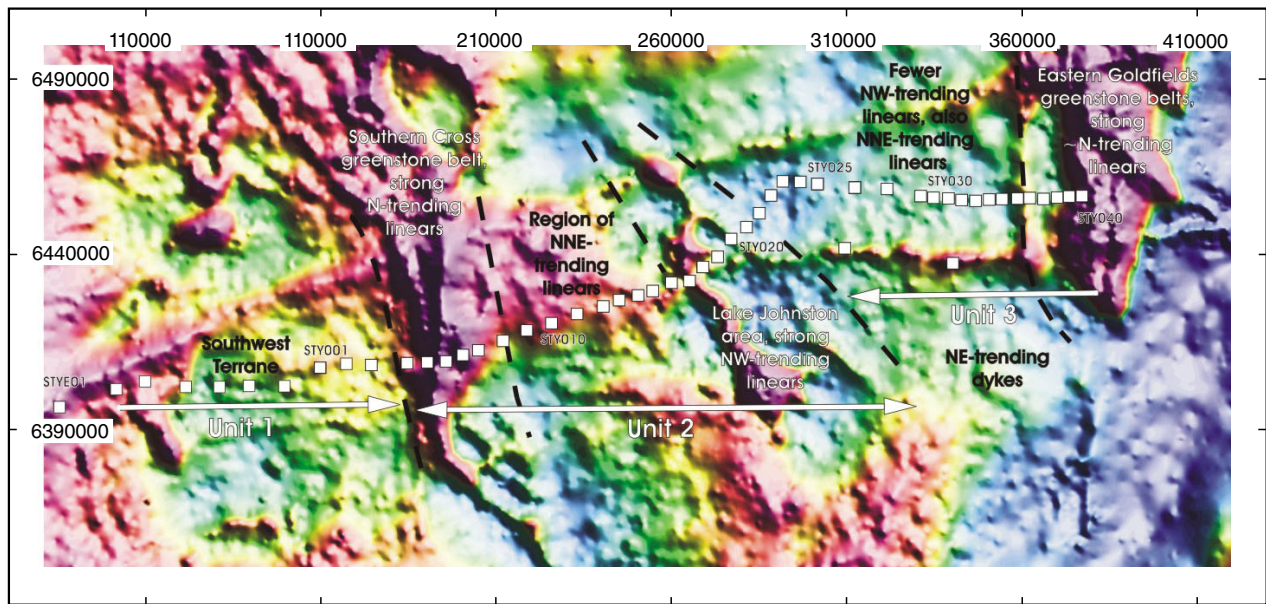 110000 110000 210000 260000 310000 360000 410000
6490000
6440000
6390000
Southern Cross
greenstone belt,
strong
N-trending
linears
Fewer
NW-trending
linears, also
NNE-trending
linears
Eastern Goldfields
greenstone belts,
strong
~N-trending
linears
Region of
NNE-
trending
linears
STY025
STY030
STY040
STY020
STY010
STY001
STYE01
Southwest
Terrane
Lake Johnston
area, strong
NW-trending
linears
NE-trending
dykes
Unit 1
Unit 2
Unit 3